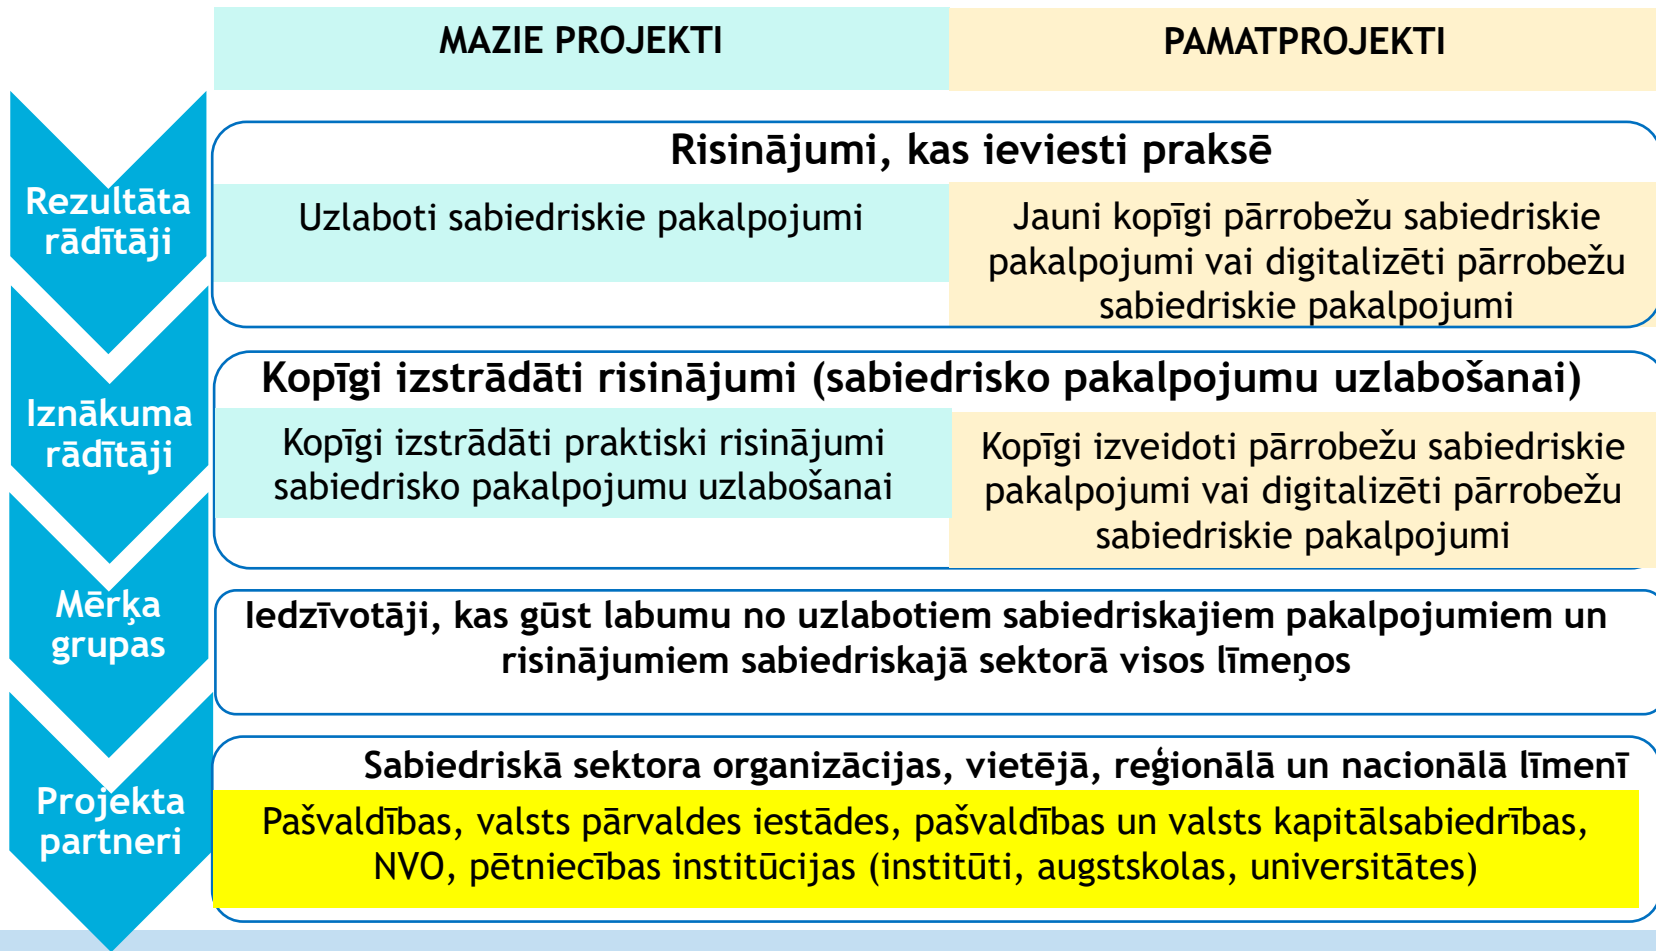 MAZIE PROJEKTI
PAMATPROJEKTI
Rezultāta
rādītāji
Risinājumi, kas ieviesti praksē
Uzlaboti sabiedriskie pakalpojumi
Jauni kopīgi pārrobežu sabiedriskie
pakalpojumi vai digitalizēti pārrobežu
sabiedriskie pakalpojumi
Iznākuma
rādītāji
Kopīgi izstrādāti risinājumi (sabiedrisko pakalpojumu uzlabošanai)
Kopīgi izstrādāti praktiski risinājumi
sabiedrisko pakalpojumu uzlabošanai
Kopīgi izveidoti pārrobežu sabiedriskie
pakalpojumi vai digitalizēti pārrobežu
sabiedriskie pakalpojumi
Mērķa
grupas
Iedzīvotāji, kas gūst labumu no uzlabotiem sabiedriskajiem pakalpojumiem un
risinājumiem sabiedriskajā sektorā visos līmeņos
Projekta
partneri
Sabiedriskā sektora organizācijas, vietējā, reģionālā un nacionālā līmenī
Pašvaldības, valsts pārvaldes iestādes, pašvaldības un valsts kapitālsabiedrības,
NVO, pētniecības institūcijas (institūti, augstskolas, universitātes)